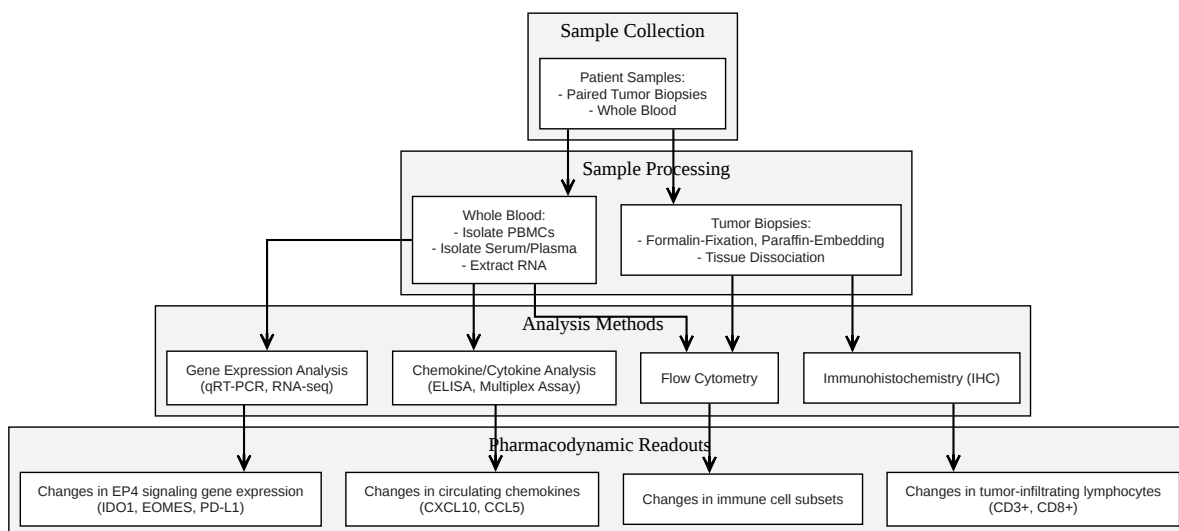 Sample Collection
Patient Samples:
- Paired Tumor Biopsies
- Whole Blood
Sample Processing
Whole Blood:
- Isolate PBMCs
- Isolate Serum/Plasma
- Extract RNA
Tumor Biopsies:
- Formalin-Fixation, Paraffin-Embedding
- Tissue Dissociation
Analysis Methods
Gene Expression Analysis
(qRT-PCR, RNA-seq)
Chemokine/Cytokine Analysis
(ELISA, Multiplex Assay)
Flow Cytometry
Immunohistochemistry (IHC)
Pharmacodynamic Readouts
Changes in EP4 signaling gene expression
(IDO1, EOMES, PD-L1)
Changes in circulating chemokines
(CXCL10, CCL5)
Changes in immune cell subsets
Changes in tumor-infiltrating lymphocytes
(CD3+, CD8+)